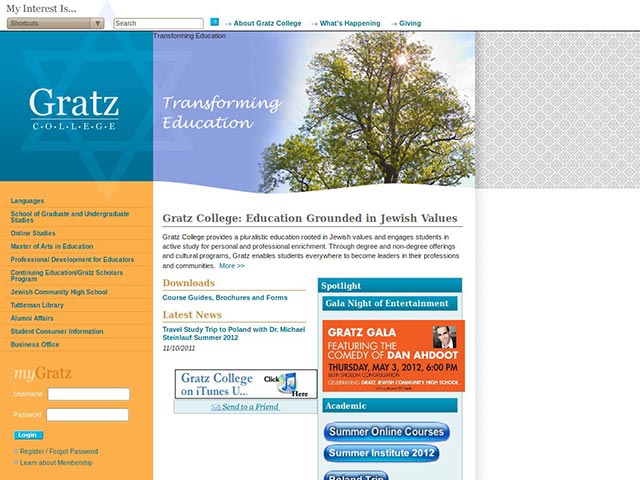 My Interest Is...
Shortcuts
Search
About Gratz College
What's Happening
Giving
Transforming Education
Gratz
C·O·L·L·E·G·E
Transforming
Education
Languages
School of Graduate and Undergraduate
Studies
Online Studies
Master of Arts in Education
Professional Development for Educators
Continuing Education/Gratz Scholars
Program
Jewish Community High School
Tuttleman Library
Alumni Affairs
Student Consumer Information
Business Office
myGratz
Username
Password
Login
Register / Forgot Password
Learn about Membership
Gratz College: Education Grounded in Jewish Values
Gratz College provides a pluralistic education rooted in Jewish values and engages students in
active study for personal and professional enrichment. Through degree and non-degree offerings
and cultural programs, Gratz enables students everywhere to become leaders in their professions
and communities. More >>
Downloads
Course Guides, Brochures and Forms
Latest News
Travel Study Trip to Poland with Dr. Michael
Steinlauf Summer 2012
11/10/2011
Gratz College
on iTunes U...
Click
Here
Send to a Friend
Spotlight
Gala Night of Entertainment
GRATZ GALA
FEATURING THE
COMEDY OF DAN AHDOOT
THURSDAY, MAY 3, 2012, 6:00 PM
BETH SHOLOM CONGREGATION
CELEBRATING GRATZ JEWISH COMMUNITY HIGH SCHOOL
Academic
Summer Online Courses
Summer Institute 2012
Poland Trip